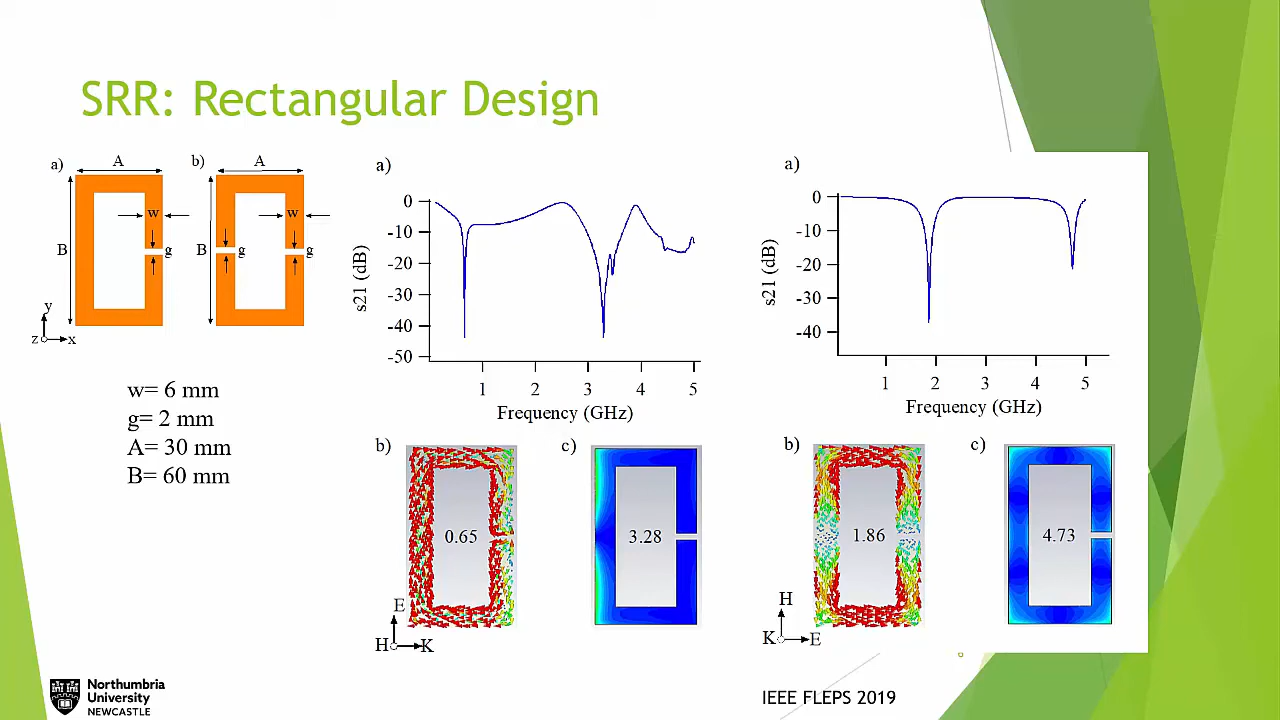 SRR: Rectangular Design
a)
A
B
w
g
y
z
x
b)
A
B
w
g
g
w= 6 mm
g= 2 mm
A= 30 mm
B= 60 mm
a)
s21 (dB)
0
-10
-20
-30
-40
-50
1 2 3 4 5
Frequency (GHz)
b)
0.65
c)
3.28
E
H
K
a)
s21 (dB)
0
-10
-20
-30
-40
1 2 3 4 5
Frequency (GHz)
b)
1.86
c)
4.73
H
K
E
Northumbria
University
NEWCASTLE
IEEE FLEPS 2019